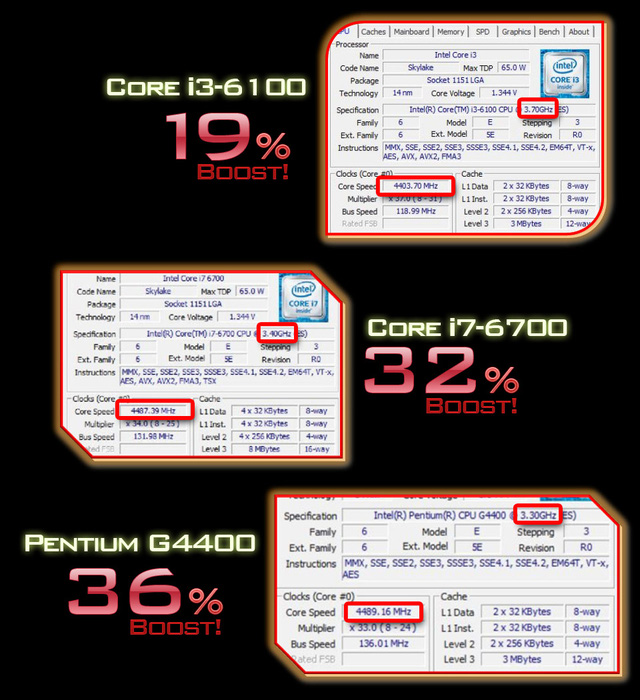 CPU Caches Mainboard Memory SPD Graphics Bench About
Processor
Name Intel Core i3
Code Name Skylake Max TDP 65.0 W
Package Socket 1151 LGA
Technology 14 nm Core Voltage 1.344 V
intel
CORE i3
inside
Specification Intel(R) Core(TM) i3-6100 CPU @ 3.70GHz (ES)
Family 6 Model E Stepping 3
Ext. Family 6 Ext. Model 5E Revision R0
Instructions MMX, SSE, SSE2, SSE3, SSSE3, SSE4.1, SSE4.2, EM64T, VT-x,
AES, AVX, AVX2, FMA3
Clocks (Core #0) Cache
Core Speed 4403.70 MHz L1 Data 2 x 32 KBytes 8-way
Multiplier x 37.0 ( 8 - 31 ) L1 Inst. 2 x 32 KBytes 8-way
Bus Speed 118.99 MHz Level 2 2 x 256 KBytes 4-way
Rated FSB Level 3 3 MBytes 12-way
Core i3-6100
19%
Boost!
Name Intel Core i7 6700
Code Name Skylake Max TDP 65.0 W
Package Socket 1151 LGA
Technology 14 nm Core Voltage 1.344 V
intel
CORE i7
inside
Specification Intel(R) Core(TM) i7-6700 CPU @ 3.40GHz (ES)
Family 6 Model E Stepping 3
Ext. Family 6 Ext. Model 5E Revision R0
Instructions MMX, SSE, SSE2, SSE3, SSSE3, SSE4.1, SSE4.2, EM64T, VT-x,
AES, AVX, AVX2, FMA3, TSX
Clocks (Core #0) Cache
Core Speed 4487.39 MHz L1 Data 4 x 32 KBytes 8-way
Multiplier x 34.0 ( 8 - 25 ) L1 Inst. 4 x 32 KBytes 8-way
Bus Speed 131.98 MHz Level 2 4 x 256 KBytes 4-way
Rated FSB Level 3 8 MBytes 16-way
Core i7-6700
32%
Boost!
Specification Intel(R) Pentium(R) CPU G4400 @ 3.30GHz (ES)
Family 6 Model E Stepping 3
Ext. Family 6 Ext. Model 5E Revision R0
Instructions MMX, SSE, SSE2, SSE3, SSSE3, SSE4.1, SSE4.2, EM64T, VT-x,
AES
Clocks (Core #0) Cache
Core Speed 4489.16 MHz L1 Data 2 x 32 KBytes 8-way
Multiplier x 33.0 ( 8 - 24 ) L1 Inst. 2 x 32 KBytes 8-way
Bus Speed 136.01 MHz Level 2 2 x 256 KBytes 4-way
Rated FSB Level 3 3 MBytes 12-way
Pentium G4400
36%
Boost!